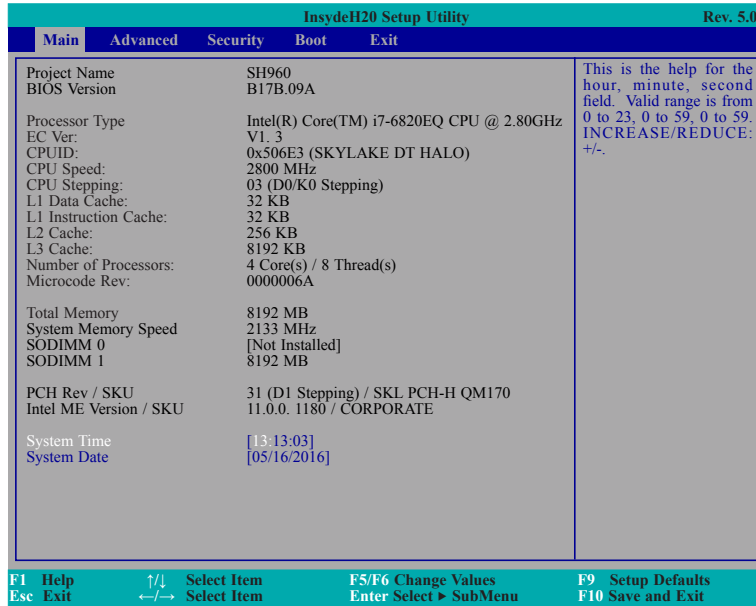 InsydeH20 Setup Utility Rev. 5.0
Main Advanced Security Boot Exit
Project Name SH960
BIOS Version B17B.09A
Processor Type Intel(R) Core(TM) i7-6820EQ CPU @ 2.80GHz
EC Ver: V1. 3
CPUID: 0x506E3 (SKYLAKE DT HALO)
CPU Speed: 2800 MHz
CPU Stepping: 03 (D0/K0 Stepping)
L1 Data Cache: 32 KB
L1 Instruction Cache: 32 KB
L2 Cache: 256 KB
L3 Cache: 8192 KB
Number of Processors: 4 Core(s) / 8 Thread(s)
Microcode Rev: 0000006A
Total Memory 8192 MB
System Memory Speed 2133 MHz
SODIMM 0 [Not Installed]
SODIMM 1 8192 MB
PCH Rev / SKU 31 (D1 Stepping) / SKL PCH-H QM170
Intel ME Version / SKU 11.0.0. 1180 / CORPORATE
System Time [13:13:03]
System Date [05/16/2016]
This is the help for the
hour, minute, second
field. Valid range is from
0 to 23, 0 to 59, 0 to 59.
INCREASE/REDUCE:
+/-.
F1 Help ↑/↓ Select Item F5/F6 Change Values F9 Setup Defaults
Esc Exit ←/→ Select Item Enter Select ▶ SubMenu F10 Save and Exit